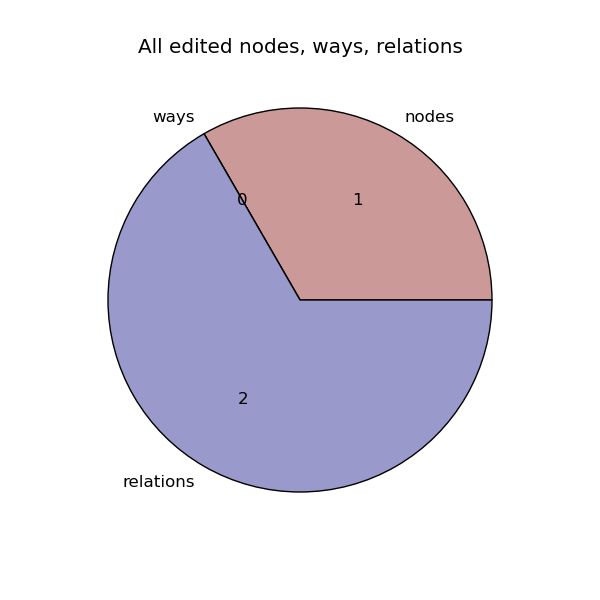 All edited nodes, ways, relations
ways
nodes
0
1
2
relations